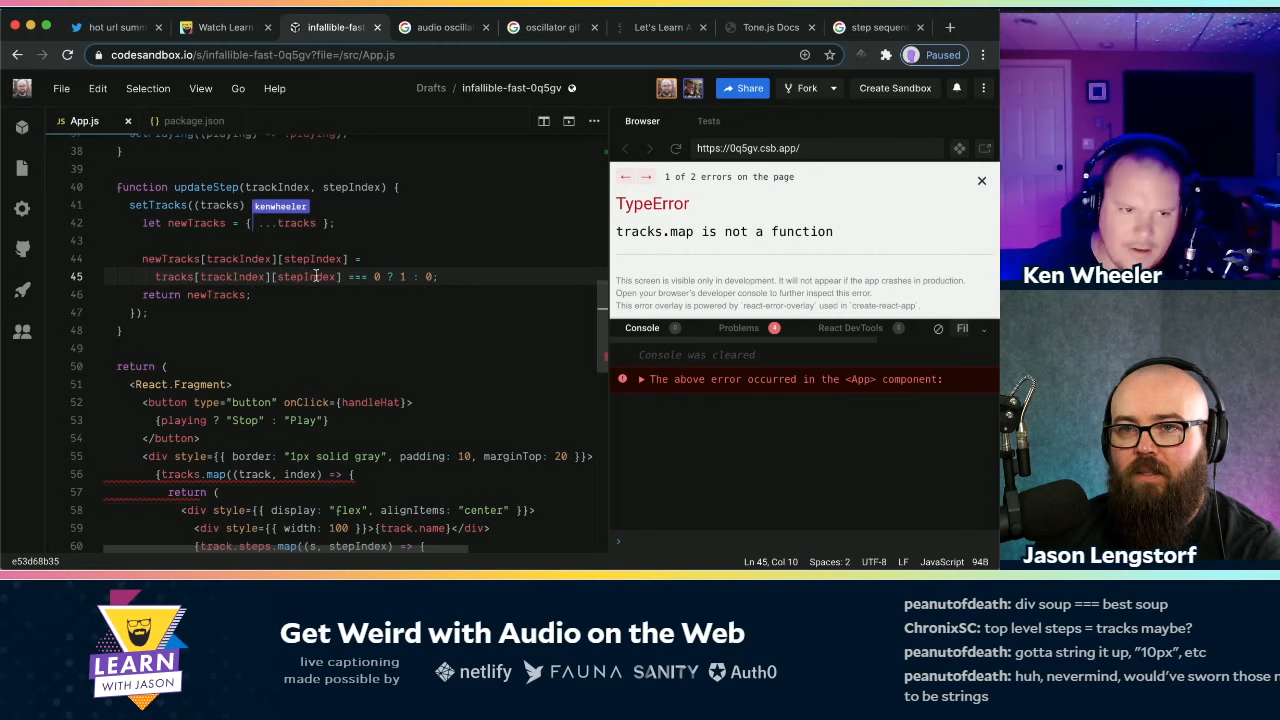 hot url summ
Watch Learn
infallible-fast
audio oscillat
oscillator gif
Let's Learn A
Tone.js Docs
step sequen
codesandbox.io/s/infallible-fast-0q5gv?file=/src/App.js
Paused
File Edit Selection View Go Help
Drafts / infallible-fast-0q5gv
Share
Fork
Create Sandbox
App.js
package.json
Browser
Tests
https://0q5gv.csb.app/
38 }
39
40 function updateStep(trackIndex, stepIndex) {
41 setTracks((tracks)
kenwheeler
42 let newTracks = { ...tracks };
43
44 newTracks[trackIndex][stepIndex] =
45 tracks[trackIndex][stepIndex] === 0 ? 1 : 0;
46 return newTracks;
47 });
48 }
49
50 return (
51 <React.Fragment>
52 <button type="button" onClick={handleHat}>
53 {playing ? "Stop" : "Play"}
54 </button>
55 <div style={{ border: "1px solid gray", padding: 10, marginTop: 20 }}>
56 {tracks.map((track, index) => {
57 return (
58 <div style={{ display: "flex", alignItems: "center" }}>
59 <div style={{ width: 100 }}>{track.name}</div>
60 {track.steps.map((s, stepIndex) => {
1 of 2 errors on the page
TypeError
tracks.map is not a function
This screen is visible only in development. It will not appear if the app crashes in production.
Open your browser's developer console to further inspect this error.
This error overlay is powered by `react-error-overlay` used in `create-react-app`.
Console
Problems 4
React DevTools
Fil
Console was cleared
The above error occurred in the <App> component:
e53d68b35
Ln 45, Col 10 Spaces: 2 UTF-8 LF JavaScript 94B
Ken Wheeler
Jason Lengstorf
LEARN
WITH JASON
Get Weird with Audio on the Web
live captioning
made possible by
netlify
FAUNA
SANITY
Auth0
peanutofdeath: div soup === best soup
ChronixSC: top level steps = tracks maybe?
peanutofdeath: gotta string it up, "10px", etc
peanutofdeath: huh, nevermind, would've sworn those n
to be strings